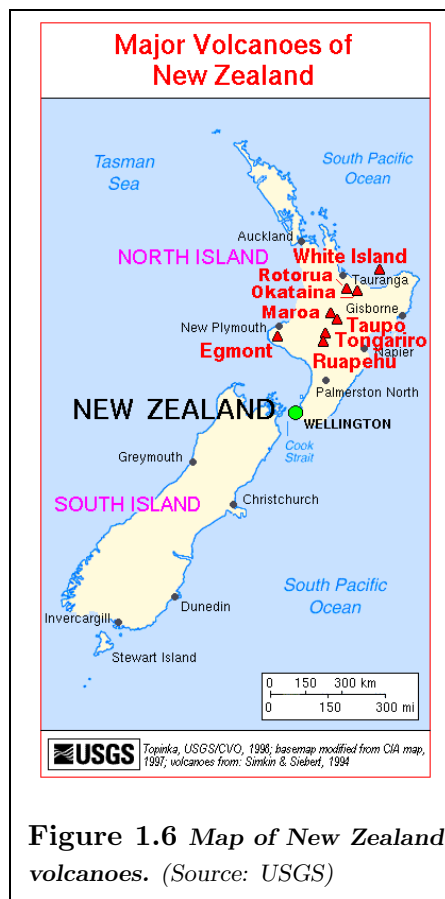 Major Volcanoes of
New Zealand
Tasman
Sea
South Pacific
Ocean
Auckland
NORTH ISLAND
White Island
Rotorua
Tauranga
Okataina
Gisborne
Maroa
New Plymouth
Taupo
Tongariro
Egmont
Napier
Ruapehu
Palmerston North
NEW ZEALAND
WELLINGTON
Cook
Strait
Greymouth
SOUTH ISLAND
Christchurch
South Pacific
Ocean
Dunedin
Invercargill
Stewart Island
0 150 300 km
0 150 300 mi
USGS
Topinka, USGS/CVO, 1998; basemap modified from CIA map,
1997; volcanoes from: Simkin & Siebert, 1994
Figure 1.6 Map of New Zealand
volcanoes. (Source: USGS)